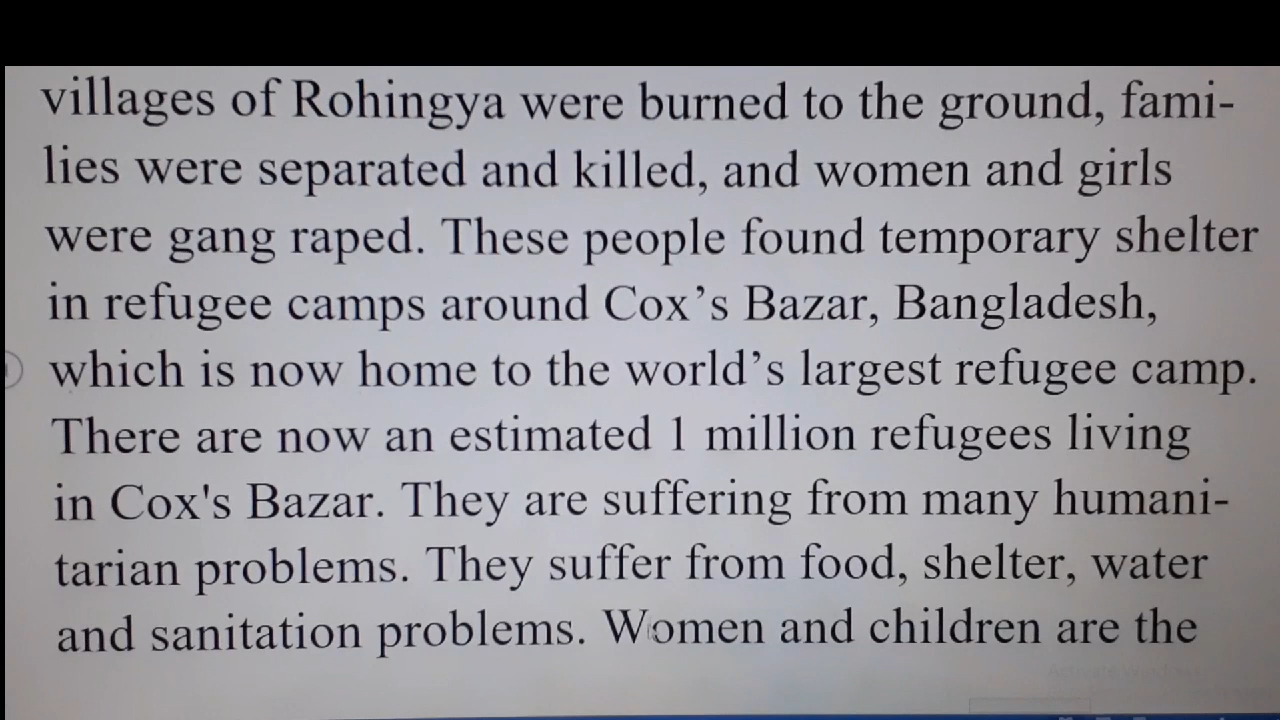 villages of Rohingya were burned to the ground, fami-
lies were separated and killed, and women and girls
were gang raped. These people found temporary shelter
in refugee camps around Cox’s Bazar, Bangladesh,
which is now home to the world’s largest refugee camp.
There are now an estimated 1 million refugees living
in Cox's Bazar. They are suffering from many humani-
tarian problems. They suffer from food, shelter, water
and sanitation problems. Women and children are the
Activate Windows